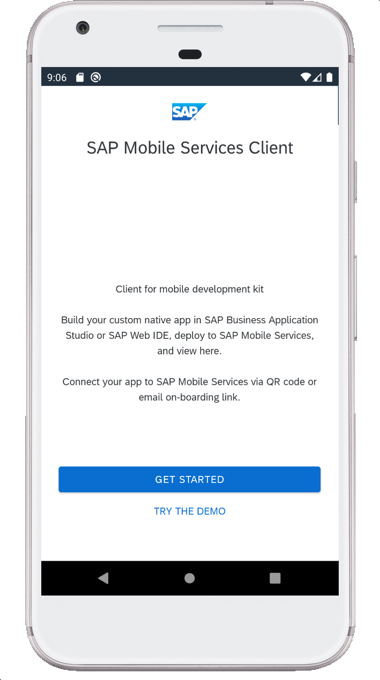 9:06
SAP
SAP Mobile Services Client
Client for mobile development kit
Build your custom native app in SAP Business Application
Studio or SAP Web IDE, deploy to SAP Mobile Services,
and view here.
Connect your app to SAP Mobile Services via QR code or
email on-boarding link.
GET STARTED
TRY THE DEMO